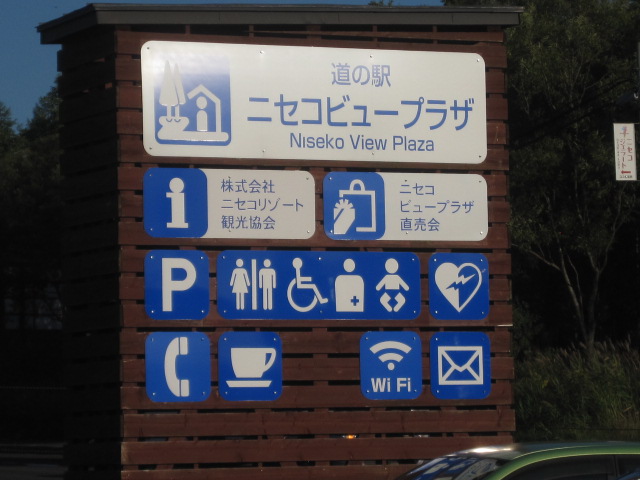 道の駅
ニセコビュープラザ
Niseko View Plaza
株式会社
ニセコリゾート
観光協会
ニセコ
ビュープラザ
直売会
P
Wi Fi